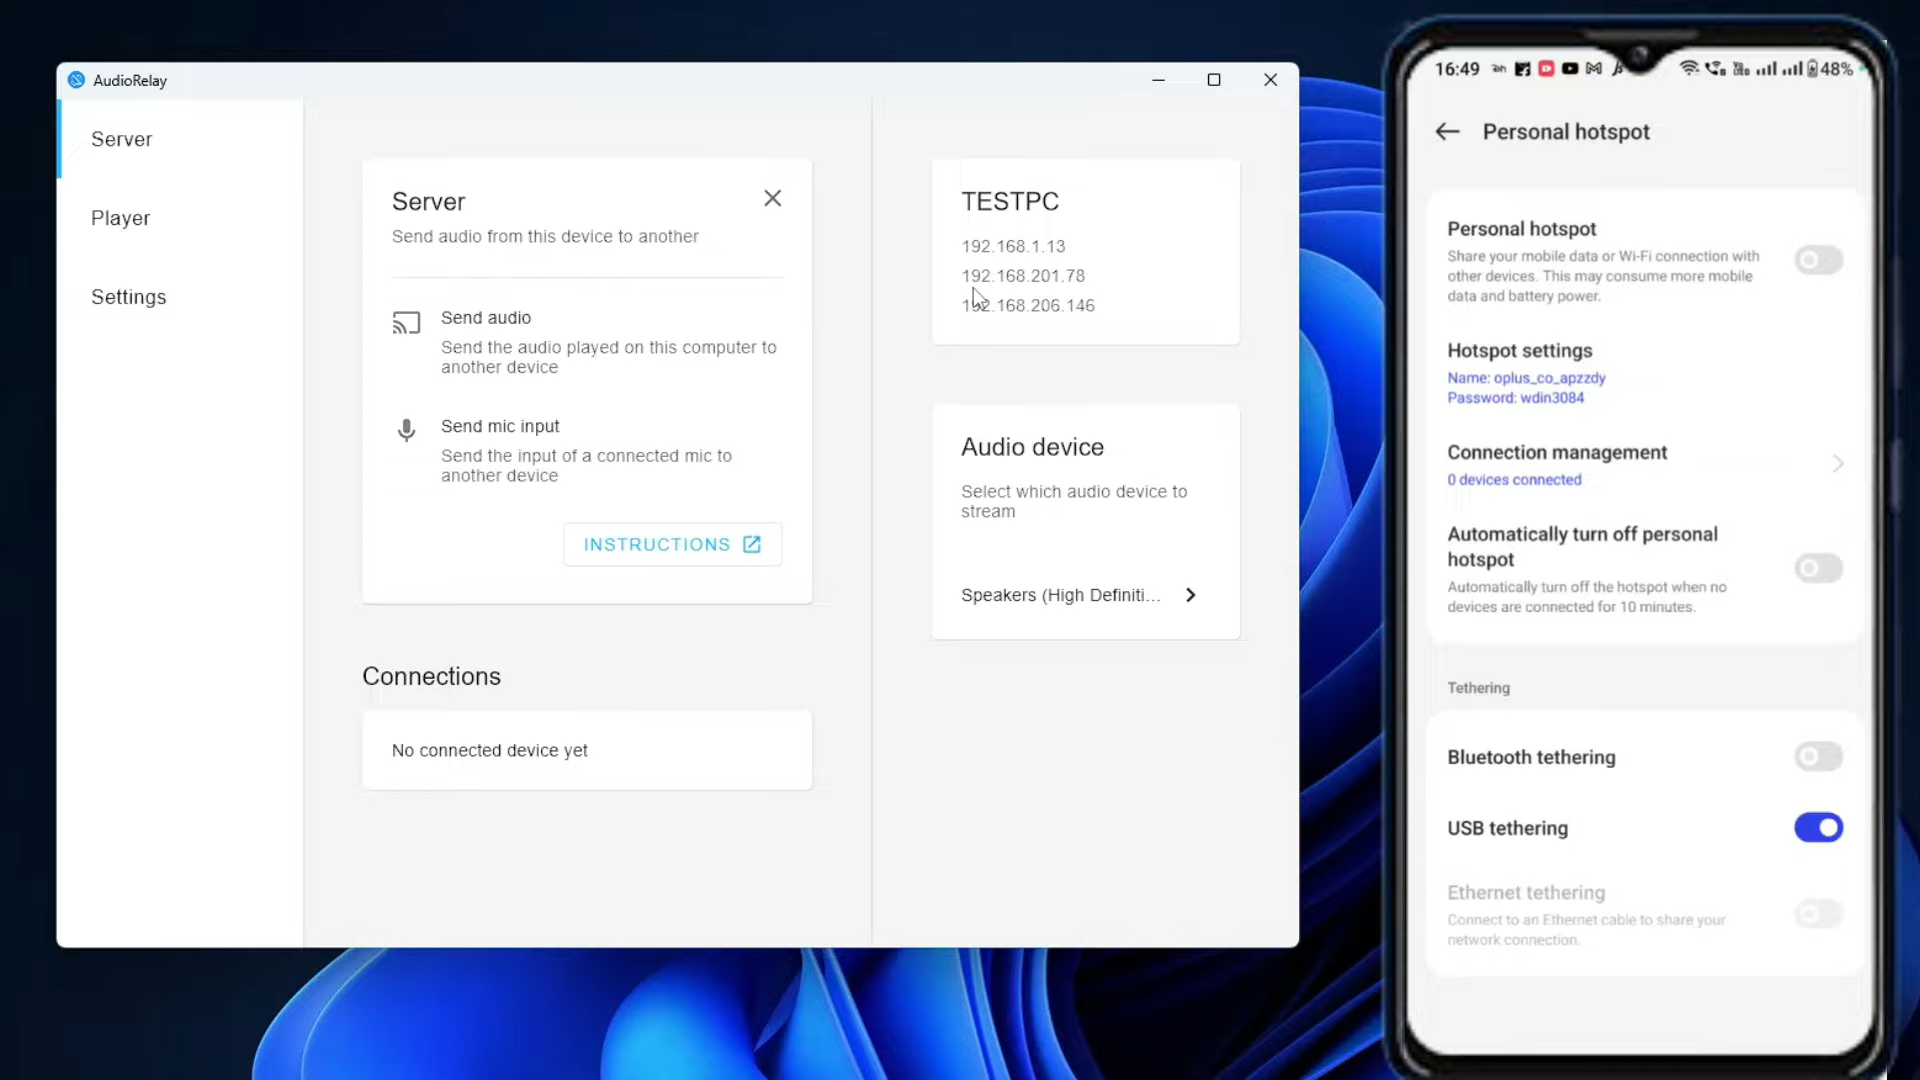 AudioRelay
Server
Player
Settings
Server
Send audio from this device to another
Send audio
Send the audio played on this computer to
another device
Send mic input
Send the input of a connected mic to
another device
INSTRUCTIONS
Connections
No connected device yet
TESTPC
192.168.1.13
192.168.201.78
192.168.206.146
Audio device
Select which audio device to
stream
Speakers (High Definiti...
16:49
48%
Personal hotspot
Personal hotspot
Share your mobile data or Wi-Fi connection with
other devices. This may consume more mobile
data and battery power.
Hotspot settings
Name: oplus_co_apzzdy
Password: wdin3084
Connection management
0 devices connected
Automatically turn off personal
hotspot
Automatically turn off the hotspot when no
devices are connected for 10 minutes.
Tethering
Bluetooth tethering
USB tethering
Ethernet tethering
Connect to an Ethernet cable to share your
network connection.